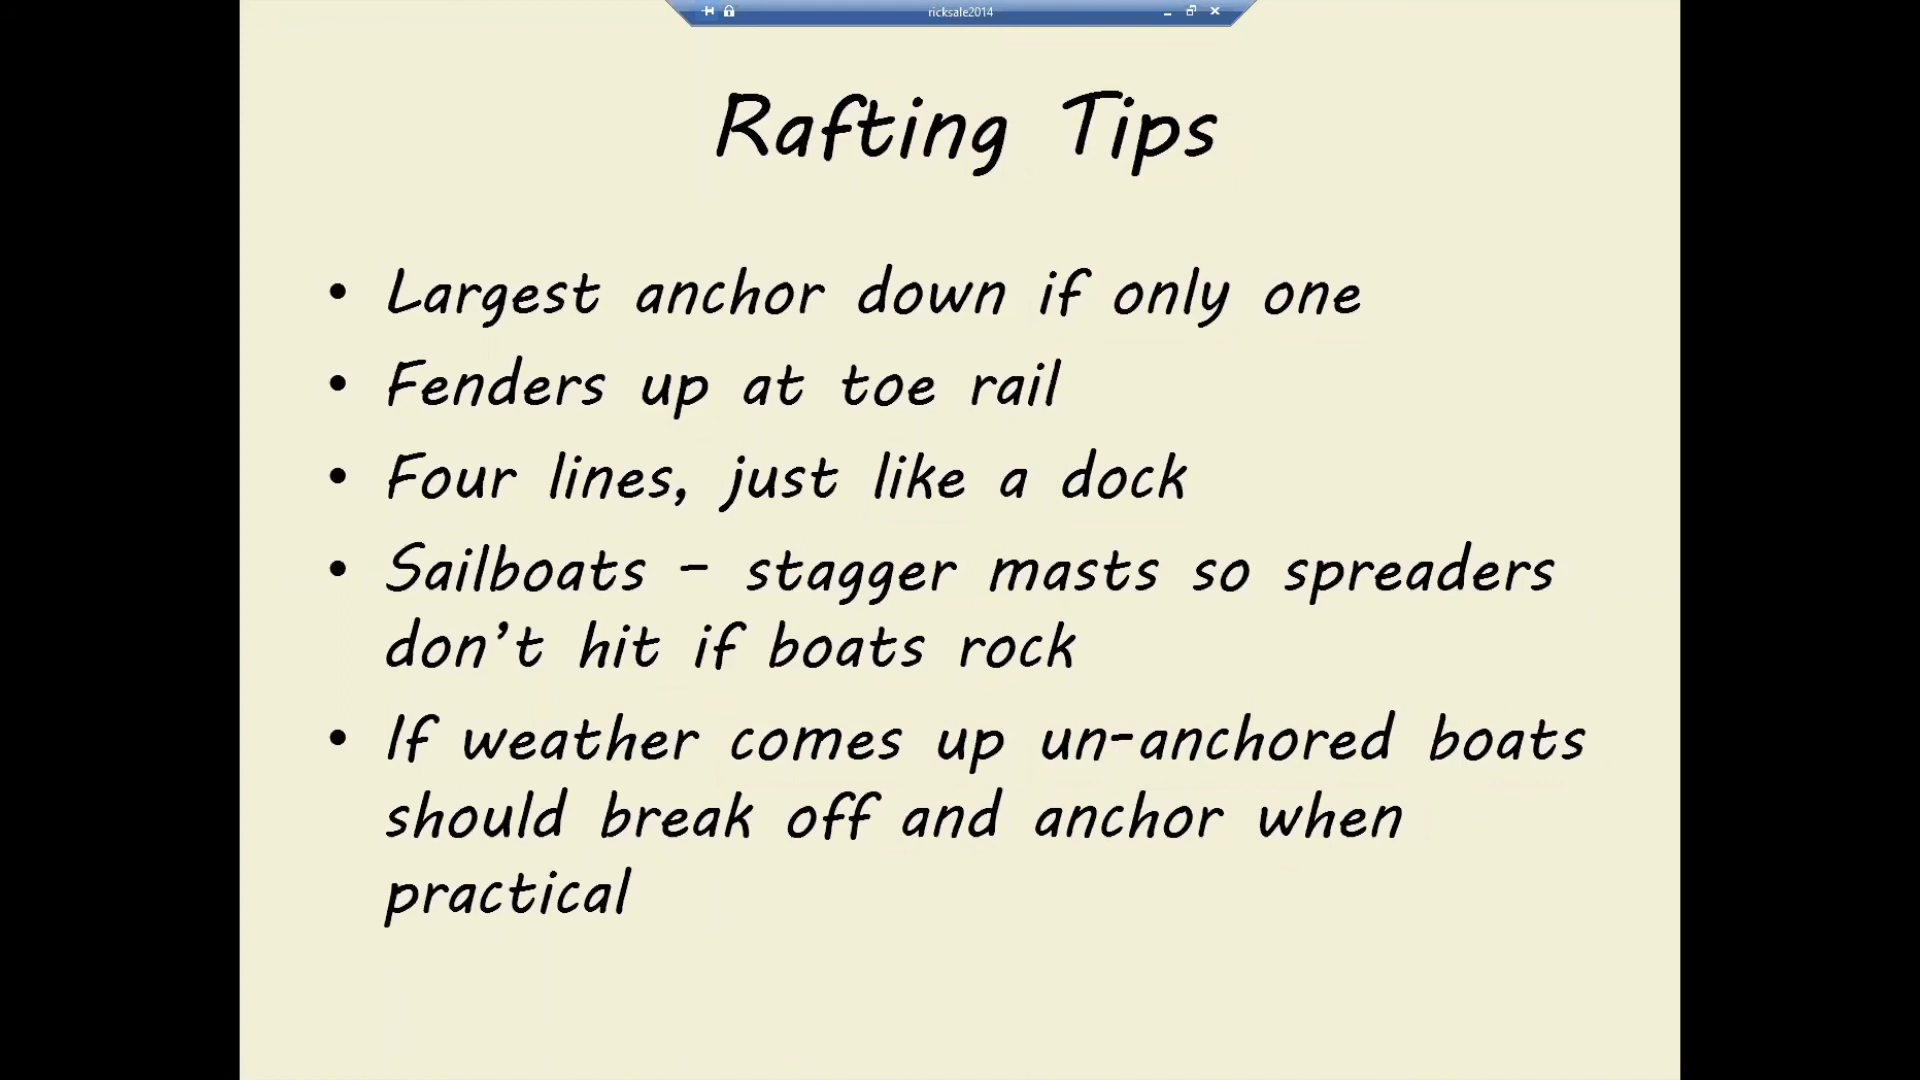 ricksale2014
Rafting Tips
• Largest anchor down if only one
• Fenders up at toe rail
• Four lines, just like a dock
• Sailboats – stagger masts so spreaders
don’t hit if boats rock
• If weather comes up un-anchored boats
should break off and anchor when
practical